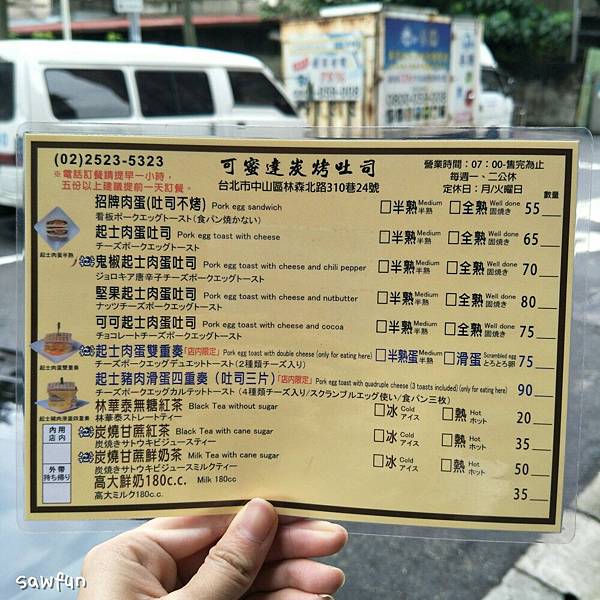 (02)2523-5323
※電話訂餐請提早一小時，
五份以上建議提前一天訂餐。
可蜜達炭烤吐司
台北市中山區林森北路310巷24號
營業時間：07：00-售完為止
每週一、二公休
定休日：月/火曜日
數量
招牌肉蛋(吐司不烤) Pork egg sandwich □半熟 Medium 半熟 □全熟 Well done 固焼き 55
看板ポークエッグトースト(食パン焼かない)
起士肉蛋吐司 Pork egg toast with cheese □半熟 Medium 半熟 □全熟 Well done 固焼き 65
チーズポークエッグトースト
鬼椒起士肉蛋吐司 Pork egg toast with cheese and chili pepper □半熟 Medium 半熟 □全熟 Well done 固焼き 70
ジョロキア唐辛子チーズポークエッグトースト
堅果起士肉蛋吐司 Pork egg toast with cheese and nutbutter □半熟 Medium 半熟 □全熟 Well done 固焼き 80
ナッツチーズポークエッグトースト
可可起士肉蛋吐司 Pork egg toast with cheese and cocoa □半熟 Medium 半熟 □全熟 Well done 固焼き 75
チョコレートチーズポークエッグトースト
起士肉蛋雙重奏「店內限定」 Pork egg toast with double cheese (only for eating here) □半熟蛋 Medium 半熟 □滑蛋 Scrambled egg とろとろ卵 75
チーズポークエッグデュエットトースト(2種類チーズ入り)
起士豬肉滑蛋四重奏（吐司三片）「店內限定」 Pork egg toast with quadruple cheese (3 toasts included) (only for eating here) 90
チーズポークエッグカルテットトースト（4種類チーズ入り/スクランブルエッグ使い/食パン三枚）
林華泰無糖紅茶 Black Tea without sugar □冰 Cold アイス □熱 Hot ホット 20
林華泰ストレートティー
炭燒甘蔗紅茶 Black Tea with cane sugar □冰 Cold アイス □熱 Hot ホット 35
炭焼きサトウキビジュースティー
炭燒甘蔗鮮奶茶 Milk Tea with cane sugar □冰 Cold アイス □熱 Hot ホット 50
炭焼きサトウキビジュースミルクティー
高大鮮奶180c.c. Milk 180cc 35
高大ミルク180c.c.
起士肉蛋半熟
起士肉蛋雙重奏
起士豬肉滑蛋四重奏
內用
店內
外帶
持ち帰り
sawfun